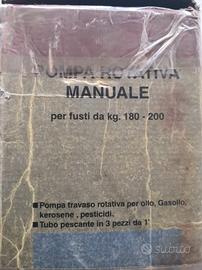 POMPA ROTATIVA
MANUALE
per fusti da kg. 180 - 200
Pompa travaso rotativa per olio, Gasolio,
kerosene , pesticidi.
Tubo pescante in 3 pezzi da 1"
subito